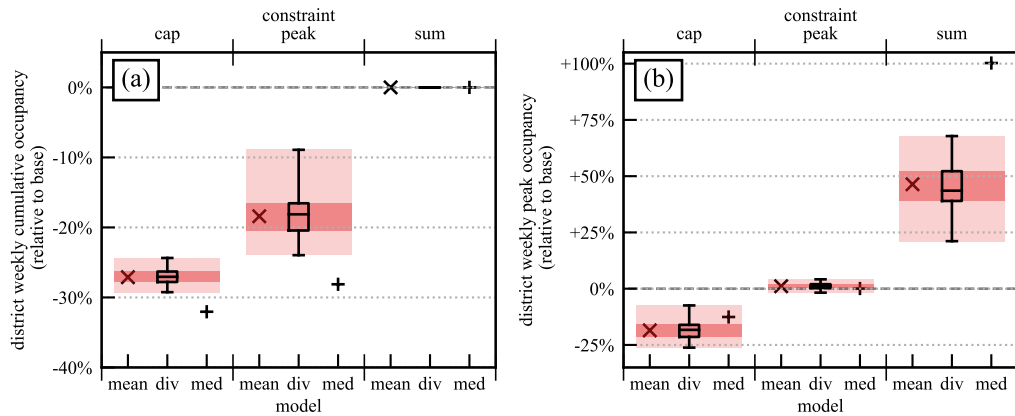 constraint
cap peak sum
(a)
district weekly cumulative occupancy
(relative to base)
0%
-10%
-20%
-30%
-40%
mean div med mean div med mean div med
model
constraint
cap peak sum
(b)
district weekly peak occupancy
(relative to base)
+100%
+75%
+50%
+25%
0%
-25%
mean div med mean div med mean div med
model